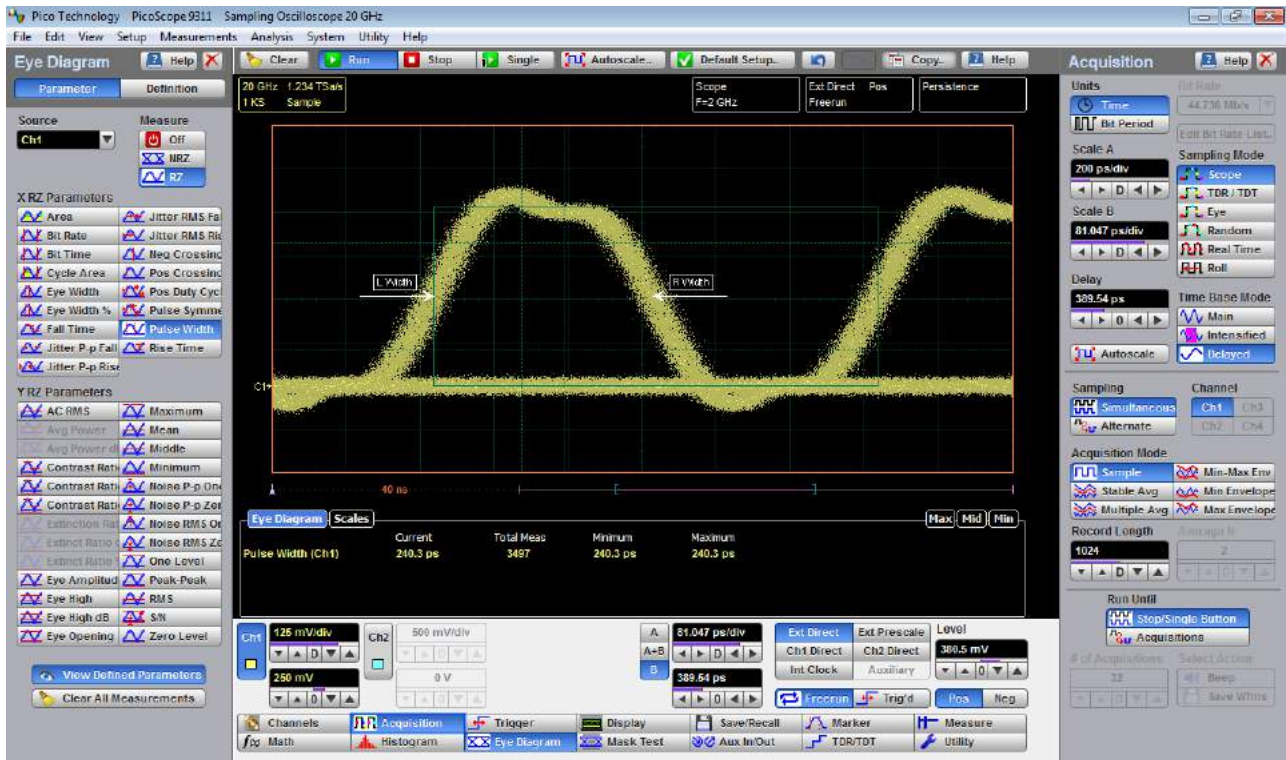 Pico Technology PicoScope 9311 Sampling Oscilloscope 20 GHz
File Edit View Setup Measurements Analysis System Utility Help
Eye Diagram Help
Parameter Definition
Source Measure
Ch1 Off
NRZ
RZ
X RZ Parameters
Area Jitter RMS Fal
Bit Rate Jitter RMS Ris
Bit Time Neg Crossing
Cycle Area Pos Crossing
Eye Width Pos Duty Cycl
Eye Width % Pulse Symme
Fall Time Pulse Width
Jitter P-p Fall Rise Time
Jitter P-p Rise
Y RZ Parameters
AC RMS Maximum
Avg Power Mean
Avg Power d Middle
Contrast Rati Minimum
Contrast Rati Noise P-p One
Contrast Rati Noise P-p Zer
Extinction Rat Noise RMS On
Extinct Ratio Noise RMS Ze
Extinct Ratio One Level
Eye Amplitud Peak-Peak
Eye High RMS
Eye High dB S/N
Eye Opening Zero Level
View Defined Parameters
Clear All Measurements
Clear Run Stop Single Autoscale... Default Setup... Copy... Help
20 GHz 1.234 TSa/s
1 KS Sample
Scope
F=2 GHz
Ext Direct Pos
Freerun
Persistence
L Width R Width
C1
40 ns
Eye Diagram Scales Max Mid Min
Current Total Meas Minimum Maximum
Pulse Width (Ch1) 240.3 ps 3497 240.3 ps 240.3 ps
Ch1 125 mV/div Ch2 500 mV/div
D D
250 mV 0 V
0 0
A 81.047 ps/div
A+B D
B 389.54 ps
0
Ext Direct Ext Prescale Level
Ch1 Direct Ch2 Direct 380.5 mV
Int Clock Auxiliary 0
Freerun Trig'd Pos Neg
Channels Acquisition Trigger Display Save/Recall Marker Measure
Math Histogram Eye Diagram Mask Test Aux In/Out TDR/TDT Utility
Acquisition Help
Units Bit Rate
Time 44.736 Mb/s
Bit Period Edit Bit Rate List...
Scale A Sampling Mode
200 ps/div Scope
D TDR / TDT
Scale B Eye
81.047 ps/div Random
D Real Time
Roll
Delay
389.54 ps Time Base Mode
0 Main
Intensified
Autoscale Delayed
Sampling Channel
Simultaneous Ch1 Ch3
Alternate Ch2 Ch4
Acquisition Mode
Sample Min-Max Env
Stable Avg Min Envelope
Multiple Avg Max Envelope
Record Length Average N
1024 2
D D
Run Until
Stop/Single Button
Acquisitions
# of Acquisitions Select Action
32 Beep
D Save Wfms